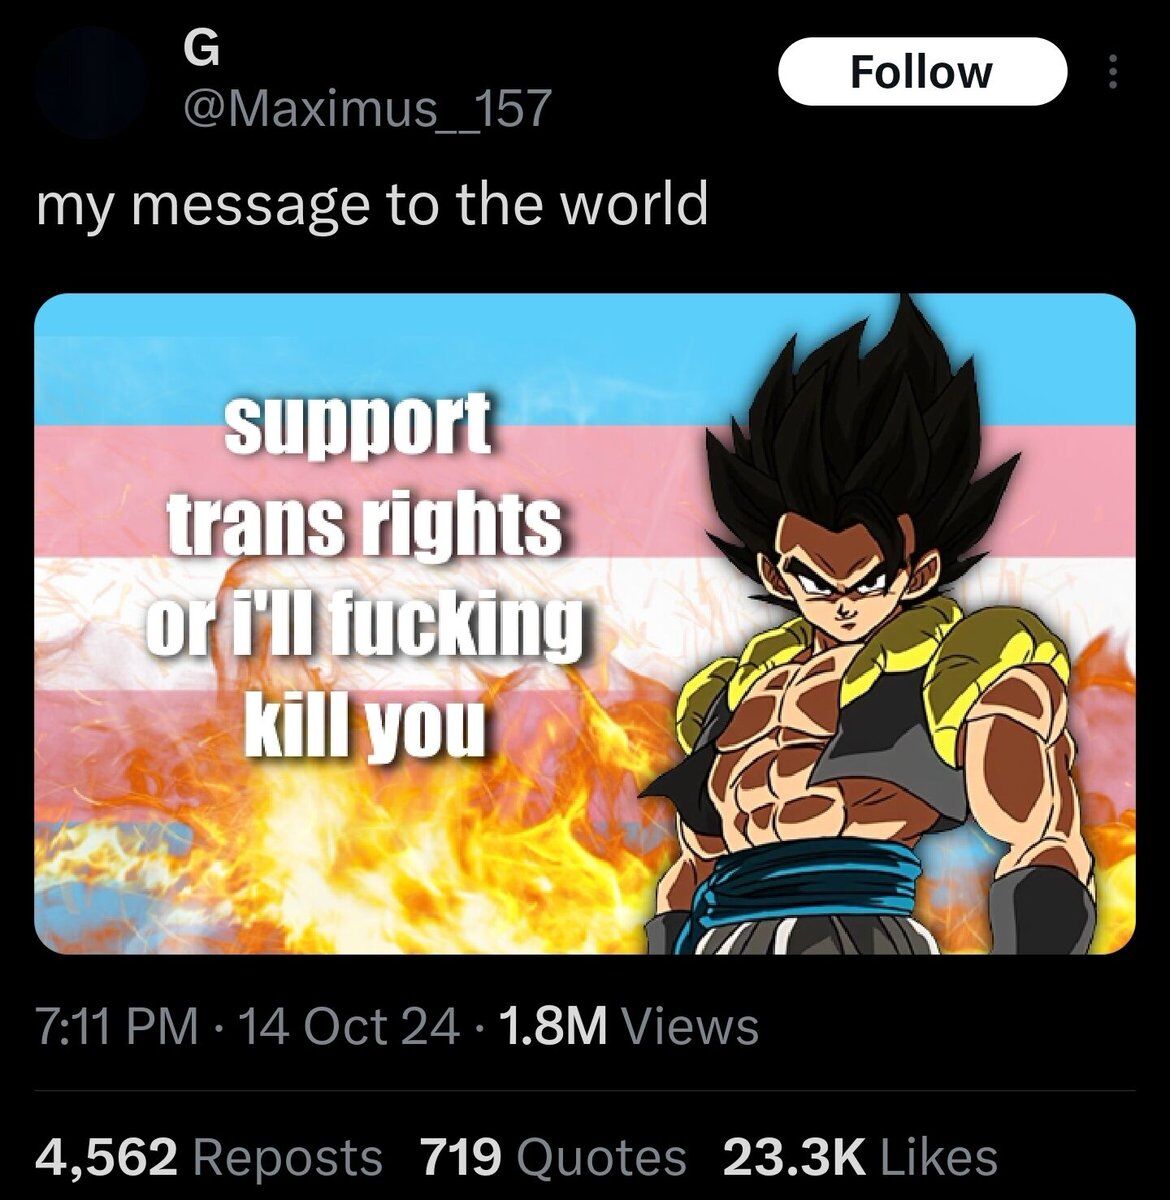 G
Follow
@Maximus__157
my message to the world
support
trans rights
or i'll fucking
kill you
7:11 PM · 14 Oct 24 · 1.8M Views
4,562 Reposts 719 Quotes 23.3K Likes